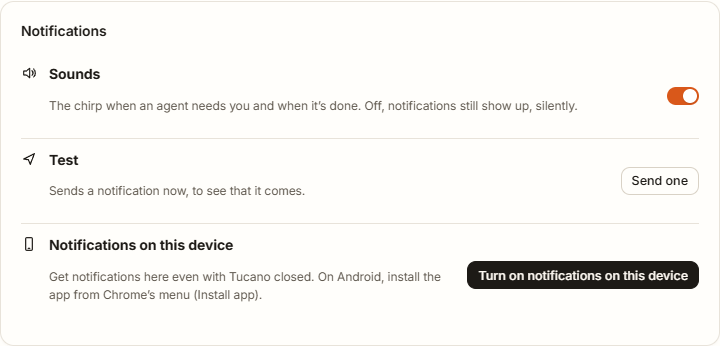 Notifications
Sounds
The chirp when an agent needs you and when it’s done. Off, notifications still show up, silently.
Test
Sends a notification now, to see that it comes.
Send one
Notifications on this device
Get notifications here even with Tucano closed. On Android, install the
app from Chrome’s menu (Install app).
Turn on notifications on this device